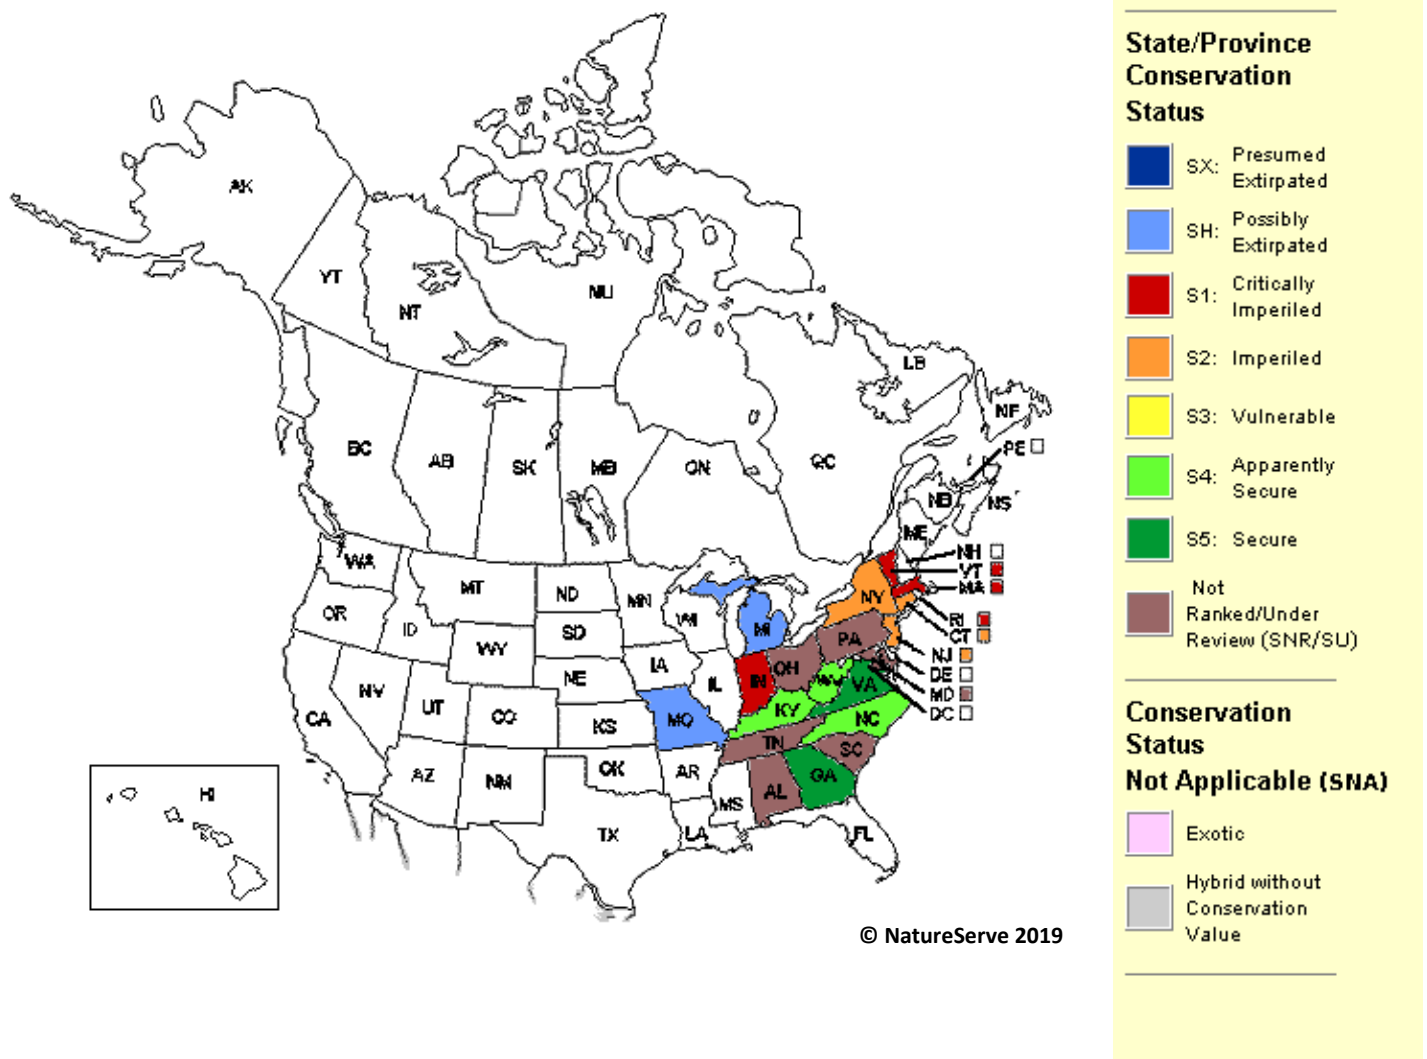 AK
YT
NT
NU
LB
NF
PE
BC
AB
SK
MB
ON
QC
NB
NS
ME
WA
MT
ND
MN
NH
VT
MA
OR
ID
SD
WI
NY
RI
CT
WY
MI
PA
NJ
IA
NE
OH
DE
NV
UT
CO
IL
IN
WV
VA
MD
DC
CA
KS
MO
KY
NC
TN
SC
AZ
NM
OK
AR
GA
AL
MS
HI
TX
LA
FL
© NatureServe 2019
State/Province
Conservation
Status
SX: Presumed
Extirpated
SH: Possibly
Extirpated
S1: Critically
Imperiled
S2: Imperiled
S3: Vulnerable
S4: Apparently
Secure
S5: Secure
Not
Ranked/Under
Review (SNR/SU)
Conservation
Status
Not Applicable (SNA)
Exotic
Hybrid without
Conservation
Value